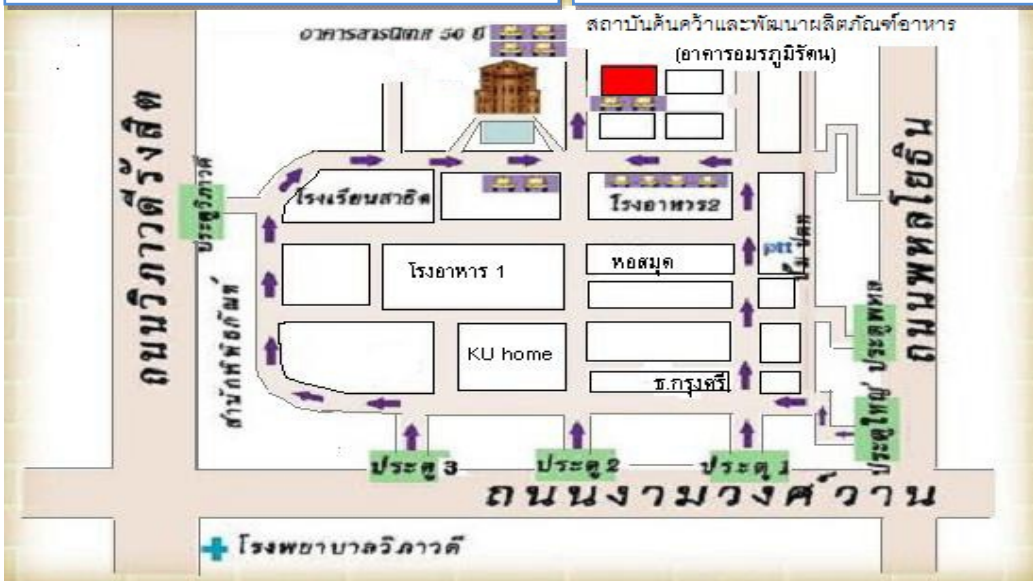 อาคารสารนิเทศ 50 ปี
สถาบันค้นคว้าและพัฒนาผลิตภัณฑ์อาหาร
(อาคารอมรภูมิรัตน)
ถนนวิภาวดีรังสิต
ประตูวิภาวดี
โรงเรียนสาธิต
โรงอาหาร2
ถนนพหลโยธิน
โรงอาหาร 1
หอสมุด
ptt
ปั๊ม ปตท
สำนักพิพิธภัณฑ์
KU home
ธ.กรุงศรี
ประตูพหล
ประตูใหญ่
ประตู 3
ประตู 2
ประตู 1
ถนนงามวงศ์วาน
โรงพยาบาลวิภาวดี